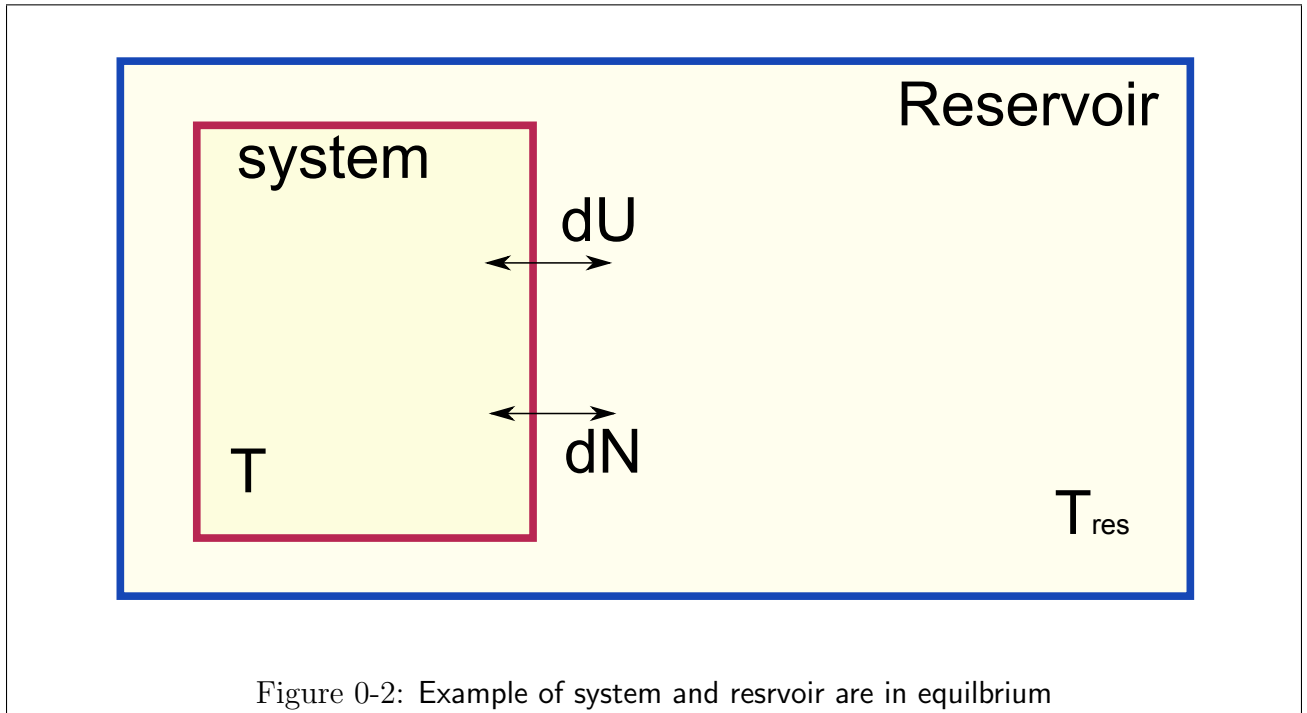 Reservoir
system
dU
dN
T
Tres
Figure 0-2: Example of system and resrvoir are in equilbrium